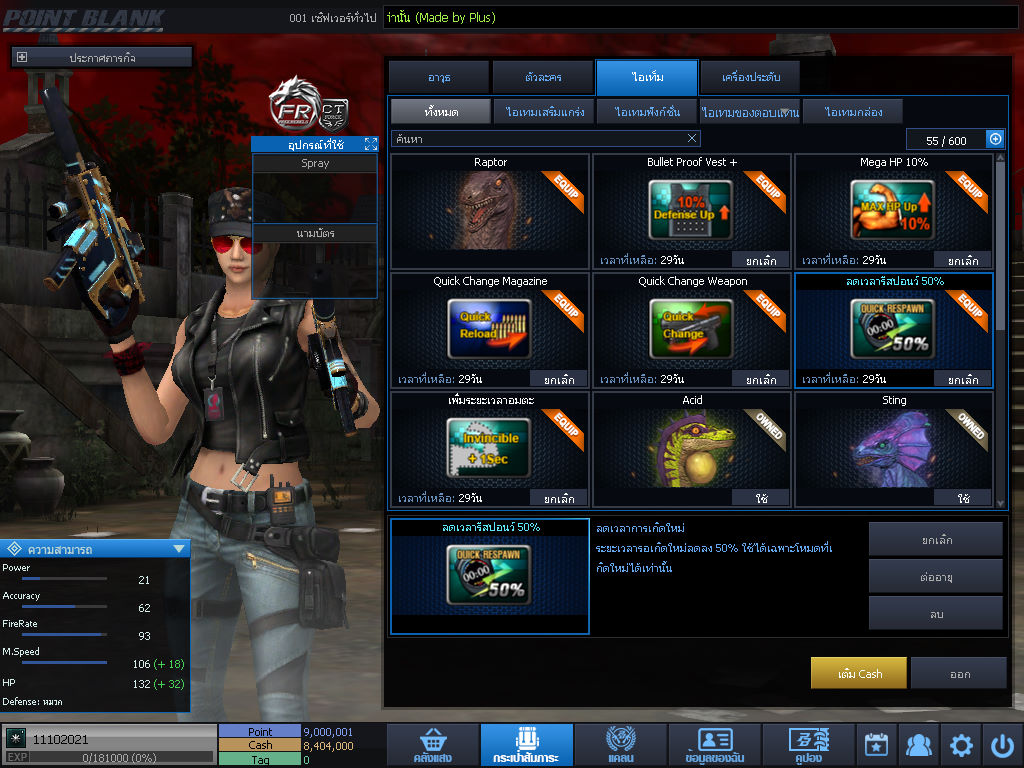 POINT BLANK
001 เซิฟเวอร์ทั่วไป
ว่านั้น (Made by Plus)
ประกาศภารกิจ
FR
CT
FORCE
อุปกรณ์ที่ใช้
Spray
นามบัตร
อาวุธ
ตัวละคร
ไอเท็ม
เครื่องประดับ
ทั้งหมด
ไอเทมเสริมแกร่ง
ไอเทมฟังก์ชั่น
ไอเทมของตอบแทน
ไอเทมกล่อง
ค้นหา
55 / 600
Raptor
EQUIP
Bullet Proof Vest +
EQUIP
10%
Defense Up
เวลาที่เหลือ: 29วัน
ยกเลิก
Mega HP 10%
EQUIP
MAX HP Up
10%
เวลาที่เหลือ: 29วัน
ยกเลิก
Quick Change Magazine
EQUIP
Quick
Reload
เวลาที่เหลือ: 29วัน
ยกเลิก
Quick Change Weapon
EQUIP
Quick
Change
เวลาที่เหลือ: 29วัน
ยกเลิก
ลดเวลารีสปอนว์ 50%
EQUIP
QUICK RESPAWN
00:00
50%
เวลาที่เหลือ: 29วัน
ยกเลิก
เพิ่มระยะเวลาอมตะ
EQUIP
Invincible
+ 1Sec
เวลาที่เหลือ: 29วัน
ยกเลิก
Acid
OWNED
ใช้
Sting
OWNED
ใช้
ลดเวลารีสปอนว์ 50%
QUICK RESPAWN
00:00
50%
ลดเวลาการเกิดใหม่
ระยะเวลารอเกิดใหม่ลดลง 50% ใช้ได้เฉพาะโหมดที่เ
กิดใหม่ได้เท่านั้น
ยกเลิก
ต่ออายุ
ลบ
เติม Cash
ออก
ความสามารถ
Power
21
Accuracy
62
FireRate
93
M.Speed
106 (+ 18)
HP
132 (+ 32)
Defense: หมวก
11102021
EXP
0/181000 (0%)
Point 9,000,001
Cash 8,404,000
Tag 0
คลังแสง
กระเป๋าสัมภาระ
แคลน
ข้อมูลของฉัน
คูปอง